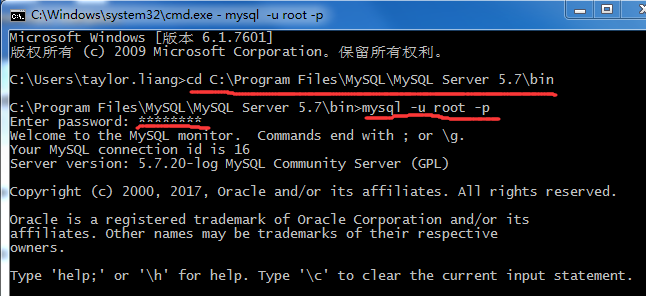 C:\Windows\system32\cmd.exe - mysql -u root -p
Microsoft Windows [版本 6.1.7601]
版权所有 (c) 2009 Microsoft Corporation。保留所有权利。
C:\Users\taylor.liang>cd C:\Program Files\MySQL\MySQL Server 5.7\bin
C:\Program Files\MySQL\MySQL Server 5.7\bin>mysql -u root -p
Enter password: ********
Welcome to the MySQL monitor.  Commands end with ; or \g.
Your MySQL connection id is 16
Server version: 5.7.20-log MySQL Community Server (GPL)
Copyright (c) 2000, 2017, Oracle and/or its affiliates. All rights reserved.
Oracle is a registered trademark of Oracle Corporation and/or its
affiliates. Other names may be trademarks of their respective
owners.
Type 'help;' or '\h' for help. Type '\c' to clear the current input statement.